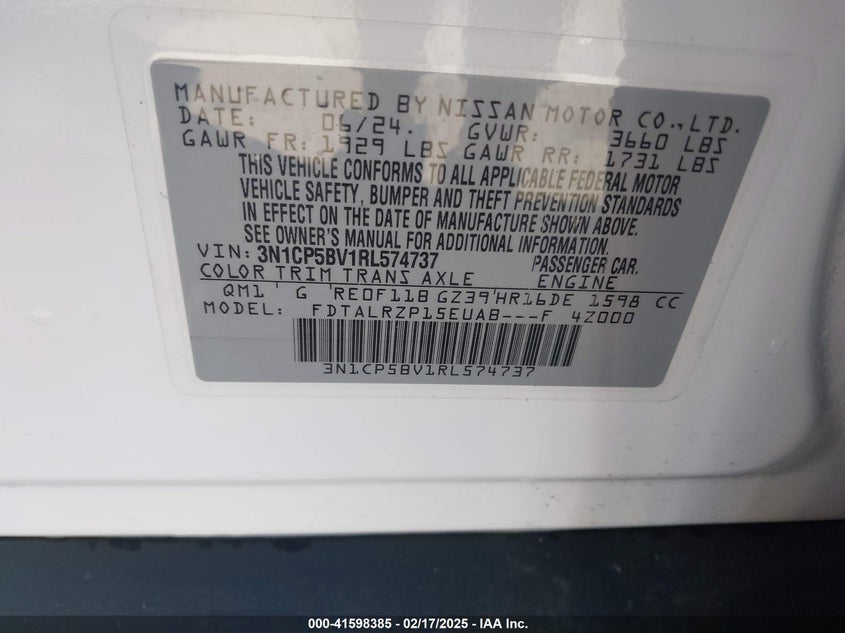 MANUFACTURED BY NISSAN MOTOR CO.,LTD.
DATE: 06/24. GVWR: 3660 LBS
GAWR FR: 1929 LBS GAWR RR: 1731 LBS
THIS VEHICLE CONFORMS TO ALL APPLICABLE FEDERAL MOTOR
VEHICLE SAFETY, BUMPER AND THEFT PREVENTION STANDARDS
IN EFFECT ON THE DATE OF MANUFACTURE SHOWN ABOVE.
SEE OWNER'S MANUAL FOR ADDITIONAL INFORMATION.
VIN: 3N1CP5BV1RL574737 PASSENGER CAR.
COLOR TRIM TRANS AXLE ENGINE
QM1 ' G 'RE0F11B GZ39'HR16DE 1598 CC
MODEL: FDTALRZP15EUAB---F 4Z000
3N1CP5BV1RL574737
000-41598385 - 02/17/2025 - IAA Inc.